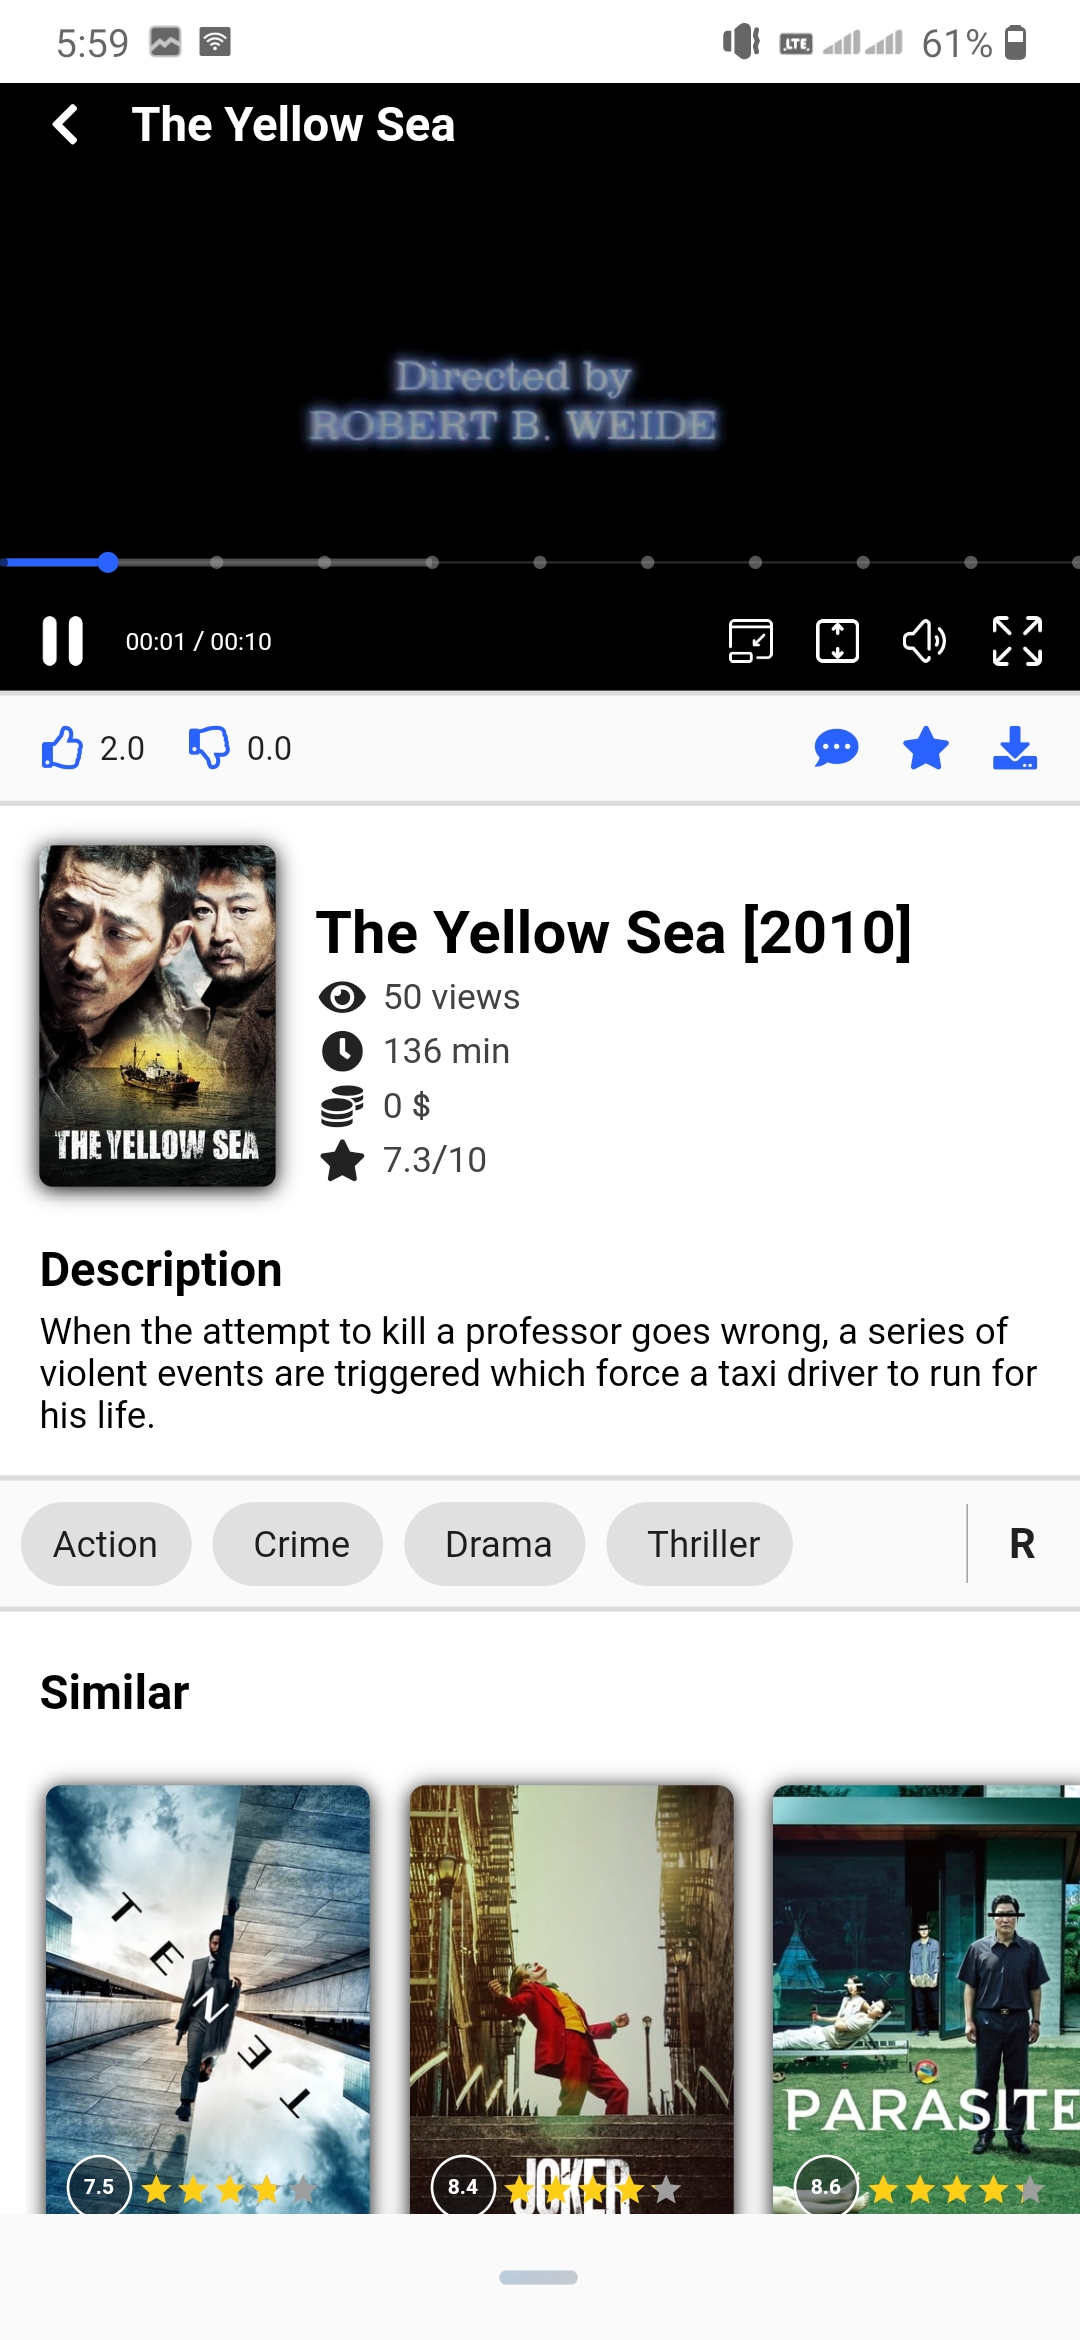 5:59
LTE
61%
The Yellow Sea
Directed by
ROBERT B. WEIDE
00:01 / 00:10
2.0
0.0
THE YELLOW SEA
The Yellow Sea [2010]
50 views
136 min
0 $
7.3/10
Description
When the attempt to kill a professor goes wrong, a series of
violent events are triggered which force a taxi driver to run for
his life.
Action
Crime
Drama
Thriller
R
Similar
TENET
7.5
JOKER
8.4
PARASITE
8.6